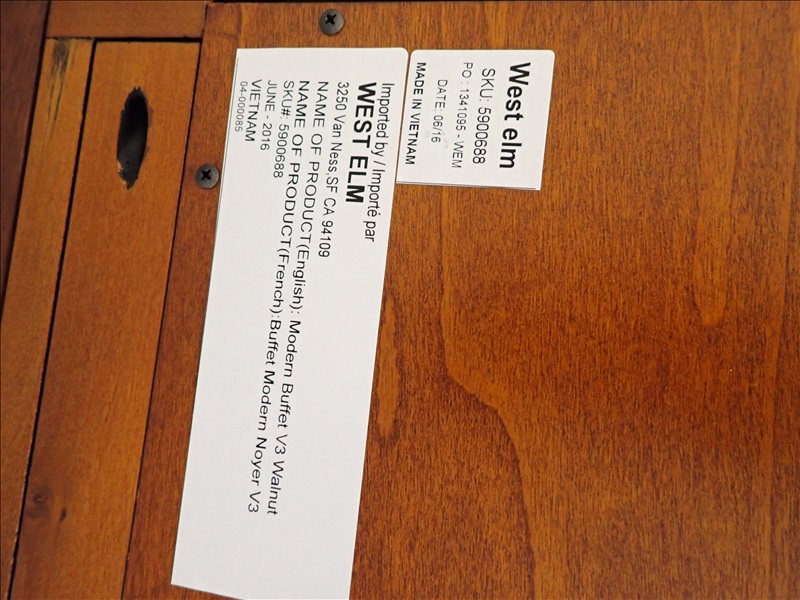 West elm
SKU: 5900688
PO : 1341095 - WEM
DATE: 06/16
MADE IN VIETNAM
Imported by / Importé par
WEST ELM
3250 Van Ness,SF CA 94109
NAME OF PRODUCT(English): Modern Buffet V3 Walnut
NAME OF PRODUCT(French):Buffet Modern Noyer V3
SKU#: 5900688
JUNE - 2016
VIETNAM
04-000085